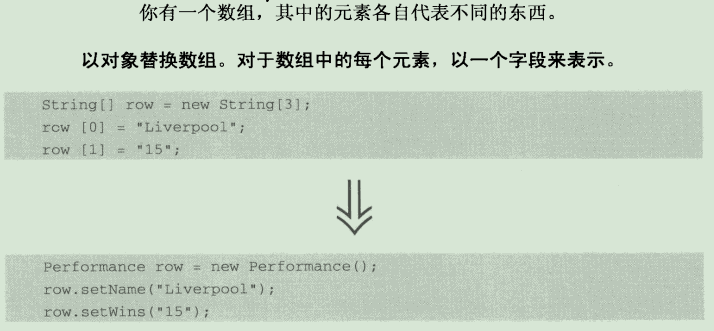 你有一个数组，其中的元素各自代表不同的东西。
以对象替换数组。对于数组中的每个元素，以一个字段来表示。
String[] row = new String[3];
row [0] = "Liverpool";
row [1] = "15";
Performance row = new Performance();
row.setName("Liverpool");
row.setWins("15");